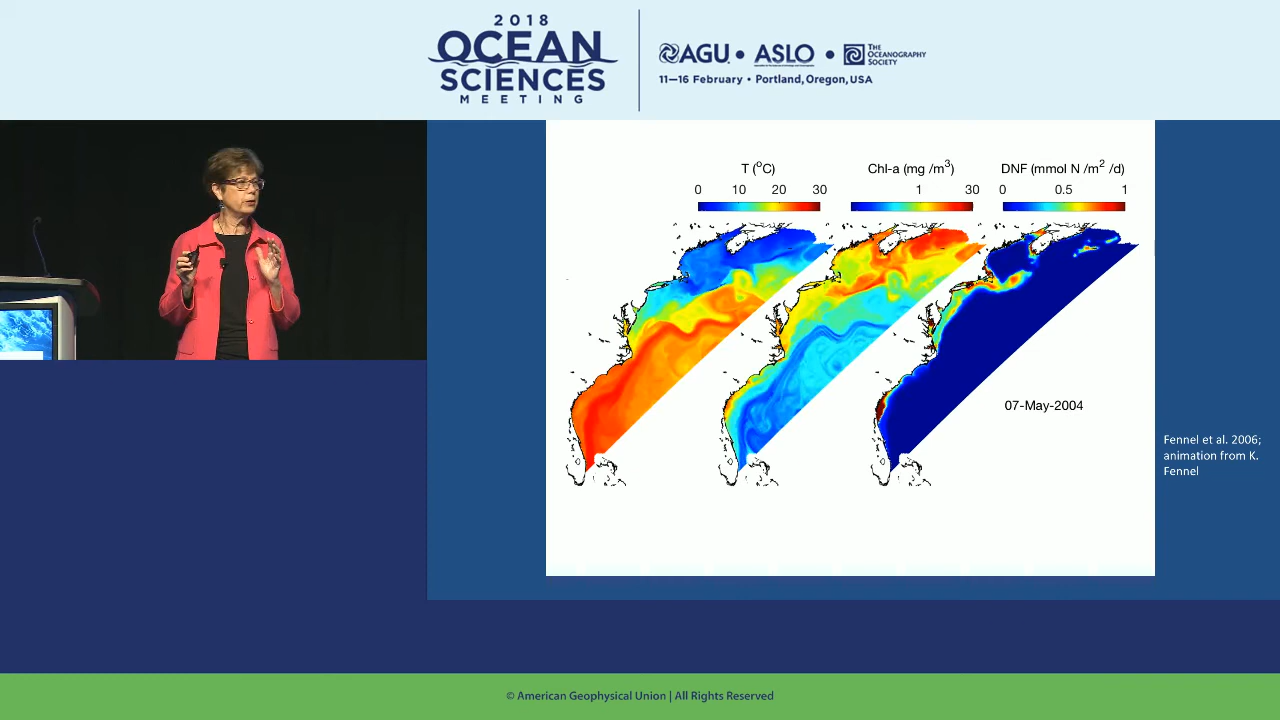 2018
OCEAN
SCIENCES
MEETING
AGU • ASLO • THE OCEANOGRAPHY SOCIETY
11–16 February • Portland, Oregon, USA
T (°C)
0 10 20 30
Chl-a (mg /m³)
1 30
DNF (mmol N /m² /d)
0 0.5 1
07-May-2004
Fennel et al. 2006;
animation from K.
Fennel
© American Geophysical Union | All Rights Reserved